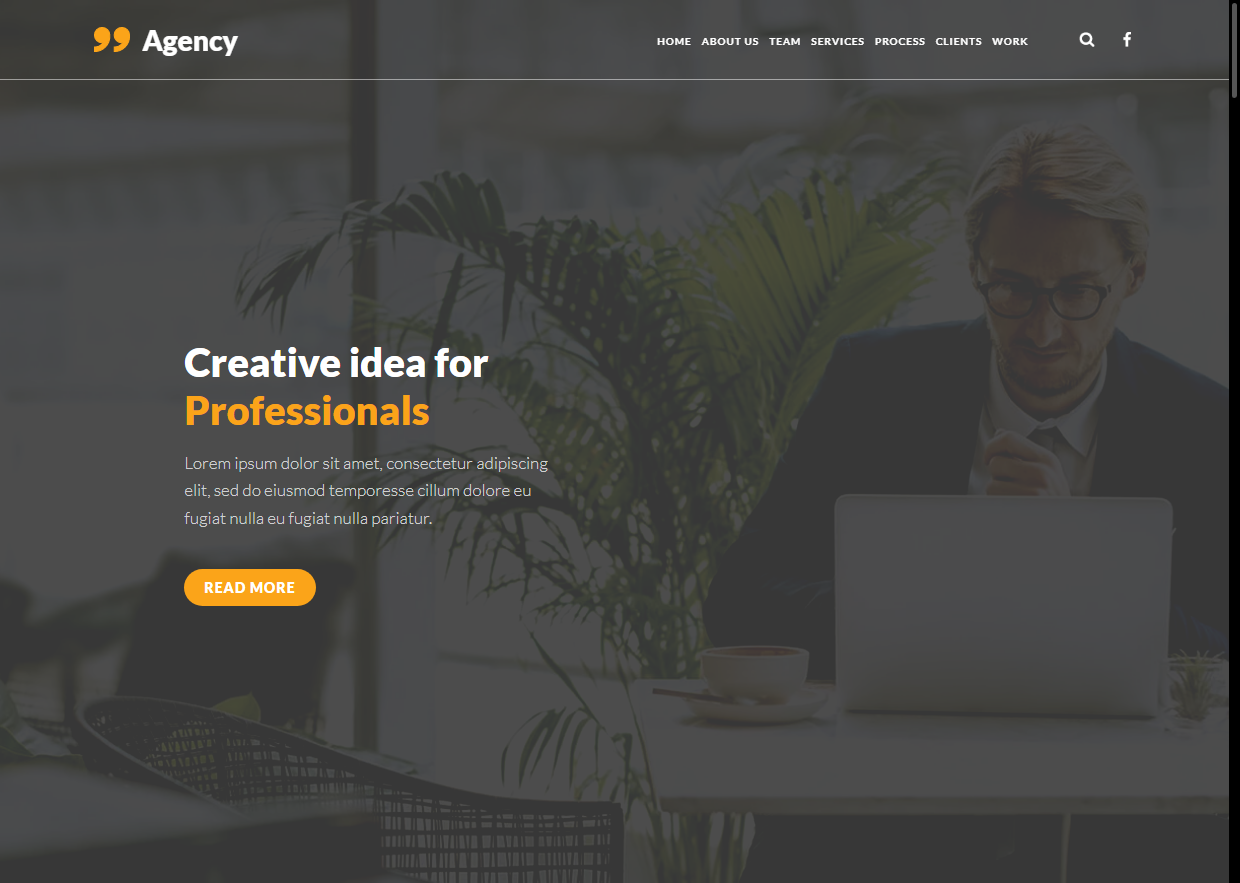 Agency
HOME ABOUT US TEAM SERVICES PROCESS CLIENTS WORK
Creative idea for
Professionals
Lorem ipsum dolor sit amet, consectetur adipiscing
elit, sed do eiusmod temporesse cillum dolore eu
fugiat nulla eu fugiat nulla pariatur.
READ MORE